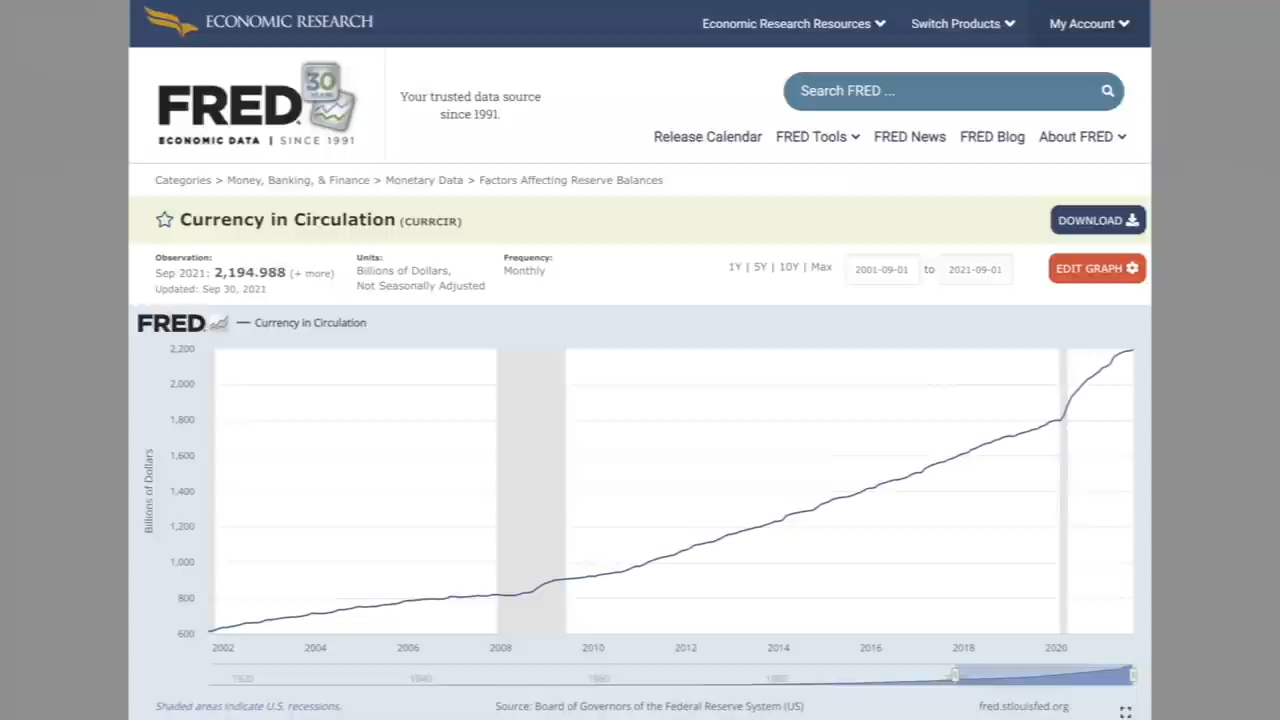 ECONOMIC RESEARCH
Economic Research Resources
Switch Products
My Account
30
YEARS
FRED
ECONOMIC DATA | SINCE 1991
Your trusted data source
since 1991.
Search FRED ...
Release Calendar
FRED Tools
FRED News
FRED Blog
About FRED
Categories > Money, Banking, & Finance > Monetary Data > Factors Affecting Reserve Balances
Currency in Circulation (CURRCIR)
DOWNLOAD
Observation:
Sep 2021: 2,194.988 (+ more)
Updated: Sep 30, 2021
Units:
Billions of Dollars,
Not Seasonally Adjusted
Frequency:
Monthly
1Y | 5Y | 10Y | Max
2001-09-01 to 2021-09-01
EDIT GRAPH
FRED — Currency in Circulation
2,200
2,000
1,800
1,600
1,400
1,200
1,000
800
600
Billions of Dollars
2002 2004 2006 2008 2010 2012 2014 2016 2018 2020
1920 1940 1960 1980
Shaded areas indicate U.S. recessions.
Source: Board of Governors of the Federal Reserve System (US)
fred.stlouisfed.org